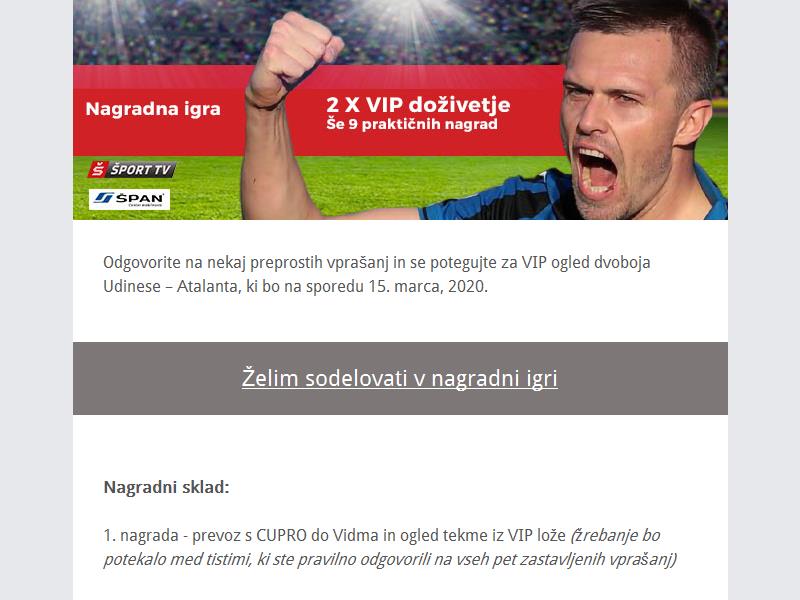 Nagradna igra
2 X VIP doživetje
Še 9 praktičnih nagrad
Š ŠPORT TV
ŠPAN
Odgovorite na nekaj preprostih vprašanj in se potegujte za VIP ogled dvoboja
Udinese – Atalanta, ki bo na sporedu 15. marca, 2020.
Želim sodelovati v nagradni igri
Nagradni sklad:
1. nagrada - prevoz s CUPRO do Vidma in ogled tekme iz VIP lože (žrebanje bo
potekalo med tistimi, ki ste pravilno odgovorili na vseh pet zastavljenih vprašanj)